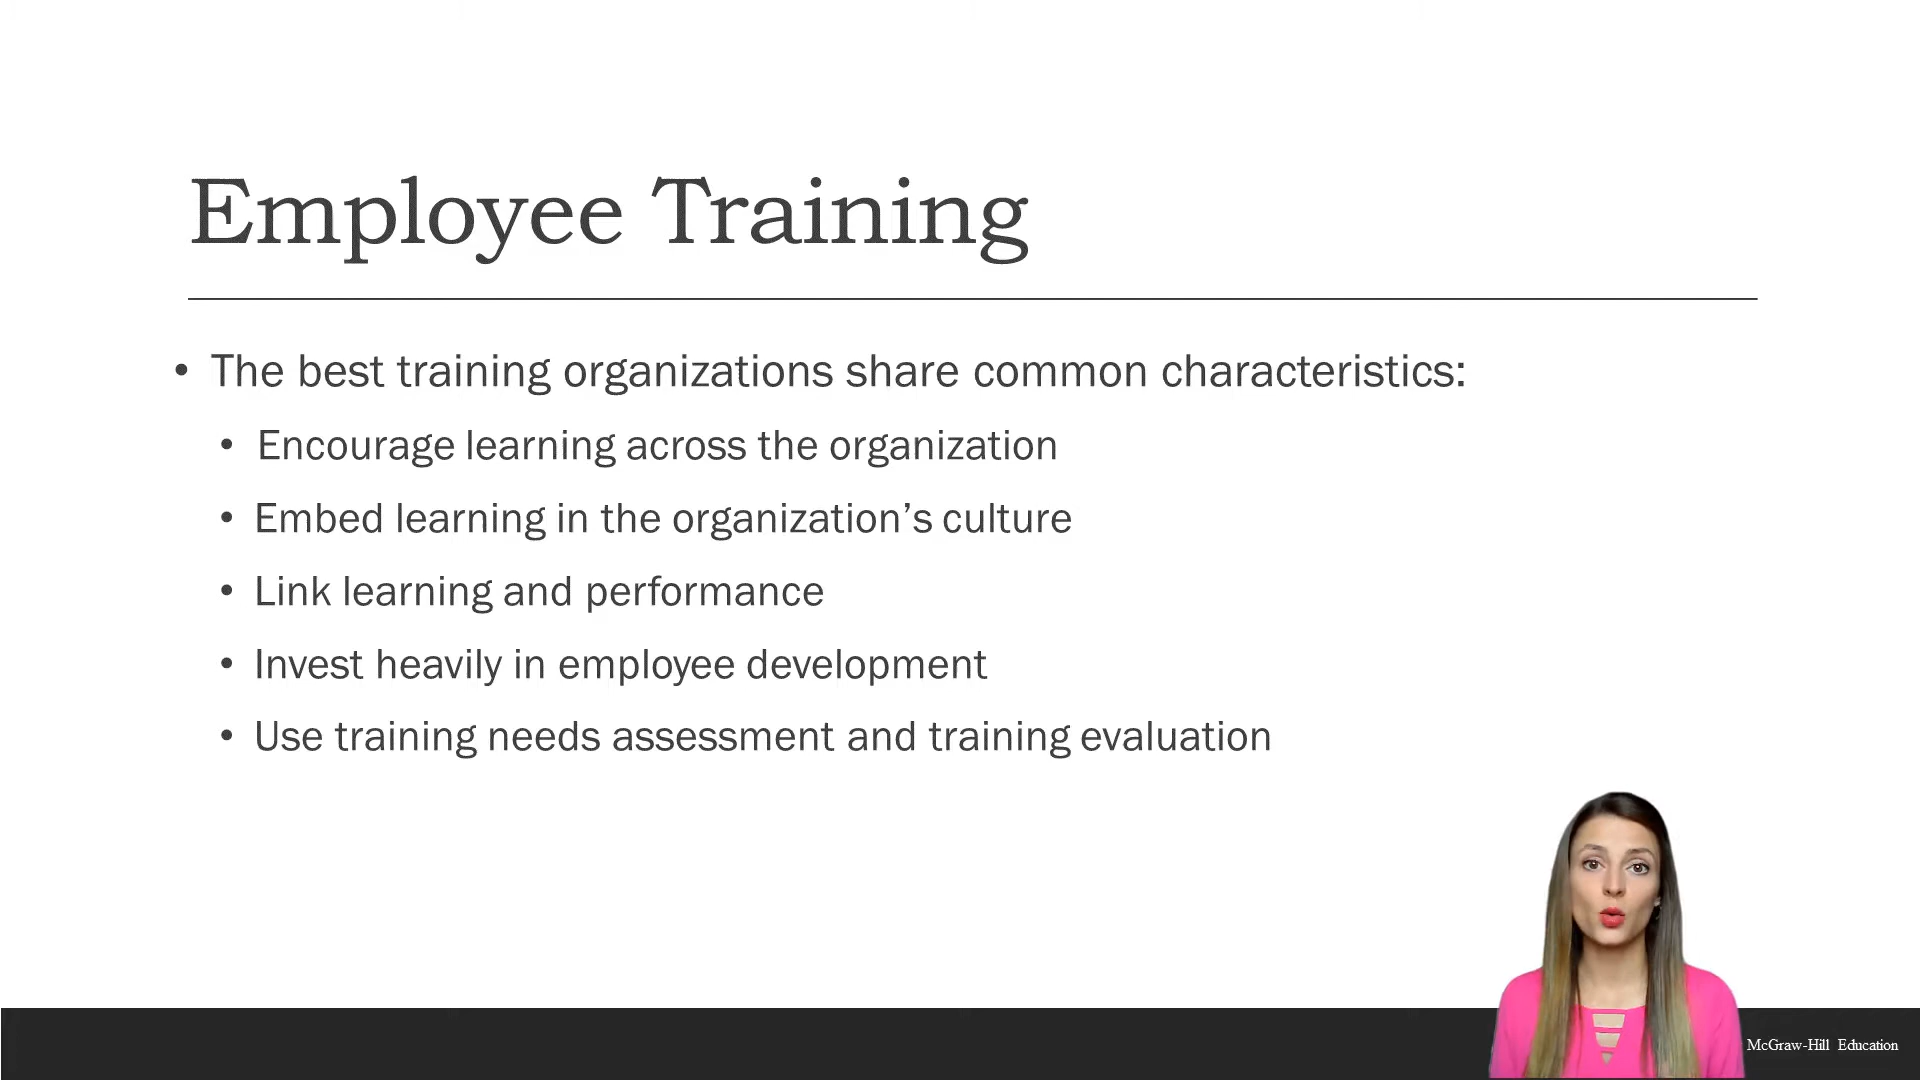 Employee Training
• The best training organizations share common characteristics:
• Encourage learning across the organization
• Embed learning in the organization’s culture
• Link learning and performance
• Invest heavily in employee development
• Use training needs assessment and training evaluation
McGraw-Hill Education